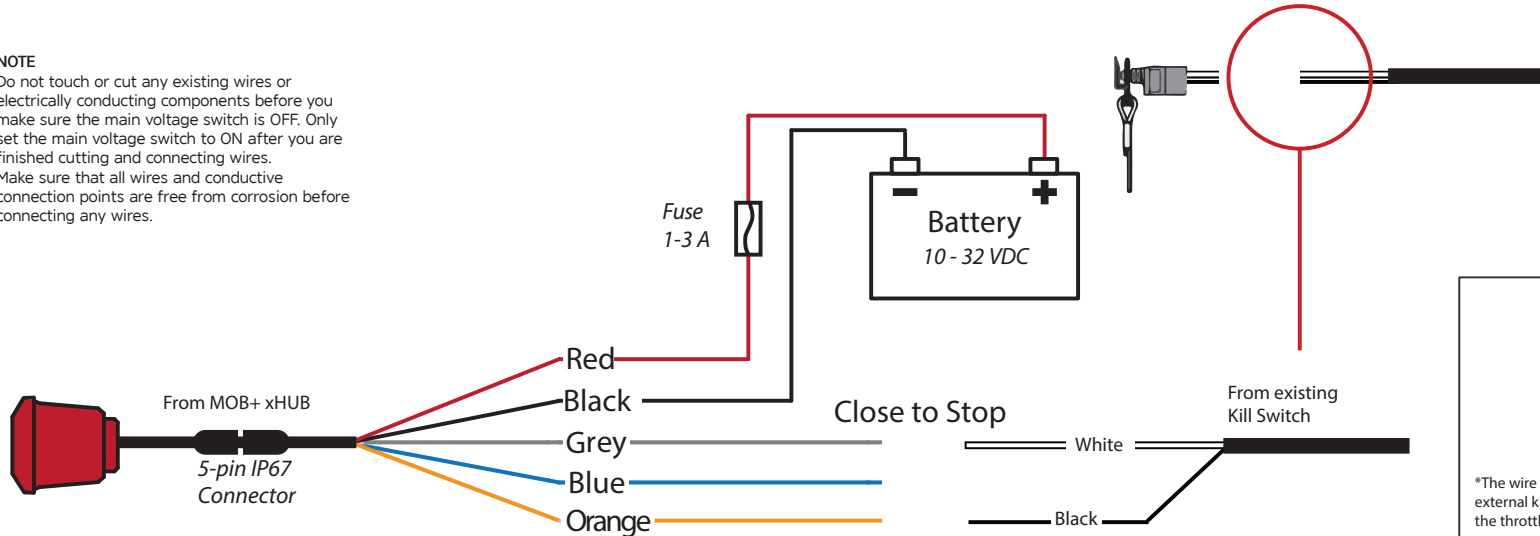 NOTE
Do not touch or cut any existing wires or
electrically conducting components before you
make sure the main voltage switch is OFF. Only
set the main voltage switch to ON after you are
finished cutting and connecting wires.
Make sure that all wires and conductive
connection points are free from corrosion before
connecting any wires.
Fuse
1-3 A
Battery
10 - 32 VDC
From MOB+ xHUB
5-pin IP67
Connector
Red
Black
Grey
Blue
Orange
Close to Stop
White
Black
From existing
Kill Switch
*The wire
external k
the throttl